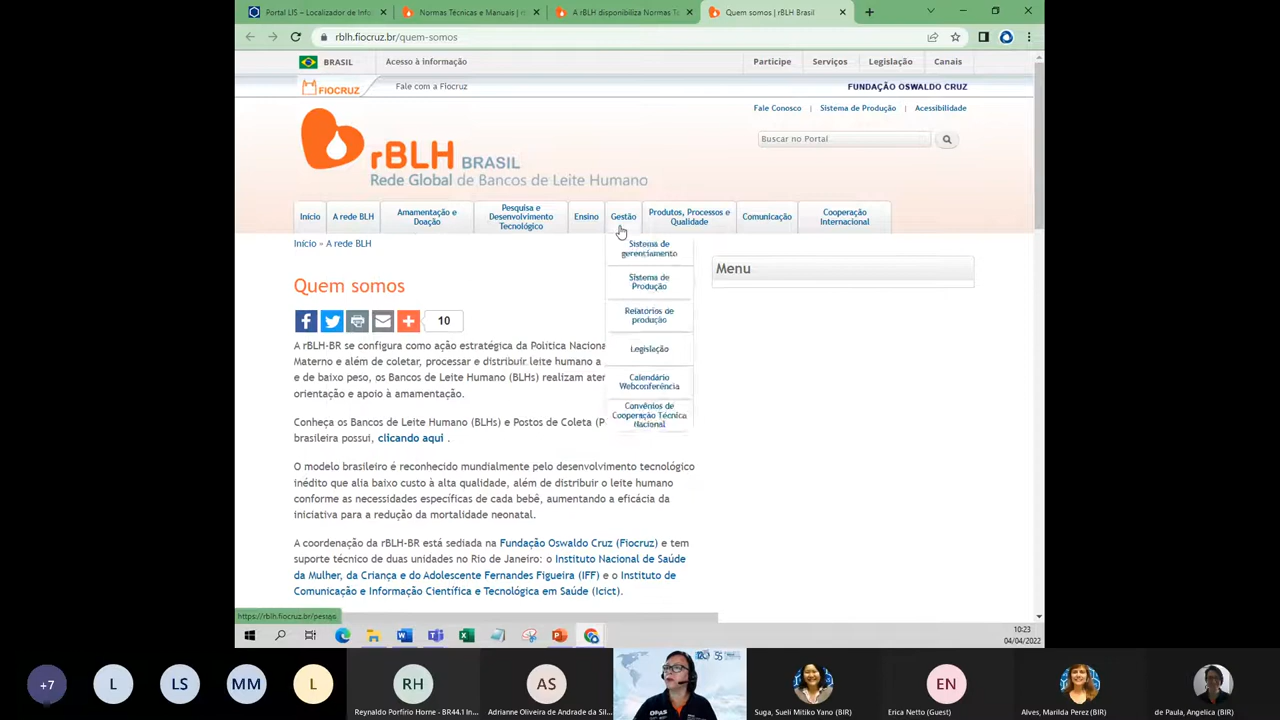 Portal LIS – Localizador de Infor
Normas Técnicas e Manuais |
A rBLH disponibiliza Normas Té
Quem somos | rBLH Brasil
rblh.fiocruz.br/quem-somos
BRASIL
Acesso à informação
Participe
Serviços
Legislação
Canais
FIOCRUZ
Fale com a Fiocruz
FUNDAÇÃO OSWALDO CRUZ
Fale Conosco | Sistema de Produção | Acessibilidade
Buscar no Portal
rBLH BRASIL
Rede Global de Bancos de Leite Humano
Início
A rede BLH
Amamentação e
Doação
Pesquisa e
Desenvolvimento
Tecnológico
Ensino
Gestão
Produtos, Processos e
Qualidade
Comunicação
Cooperação
Internacional
Início » A rede BLH
Sistema de
gerenciamento
Sistema de
Produção
Relatórios de
produção
Legislação
Calendário
Webconferência
Convênios de
Cooperação Técnica
Nacional
Menu
Quem somos
10
A rBLH-BR se configura como ação estratégica da Política Nacional
Materno e além de coletar, processar e distribuir leite humano a
e de baixo peso, os Bancos de Leite Humano (BLHs) realizam aten
orientação e apoio à amamentação.
Conheça os Bancos de Leite Humano (BLHs) e Postos de Coleta (P
brasileira possui, clicando aqui .
O modelo brasileiro é reconhecido mundialmente pelo desenvolvimento tecnológico
inédito que alia baixo custo à alta qualidade, além de distribuir o leite humano
conforme as necessidades específicas de cada bebê, aumentando a eficácia da
iniciativa para a redução da mortalidade neonatal.
A coordenação da rBLH-BR está sediada na Fundação Oswaldo Cruz (Fiocruz) e tem
suporte técnico de duas unidades no Rio de Janeiro: o Instituto Nacional de Saúde
da Mulher, da Criança e do Adolescente Fernandes Figueira (IFF) e o Instituto de
Comunicação e Informação Científica e Tecnológica em Saúde (Icict).
https://rblh.fiocruz.br/pesqos
10:23
04/04/2022
+7
L
LS
MM
L
RH
AS
EN
Reynaldo Porfirio Horne - BR44.1 In...
Adrianne Oliveira de Andrade da Sil...
OPAS
120
Suga, Sueli Mitiko Yano (BIR)
Erica Netto (Guest)
Alves, Marilda Perez (BIR)
de Paula, Angelica (BIR)